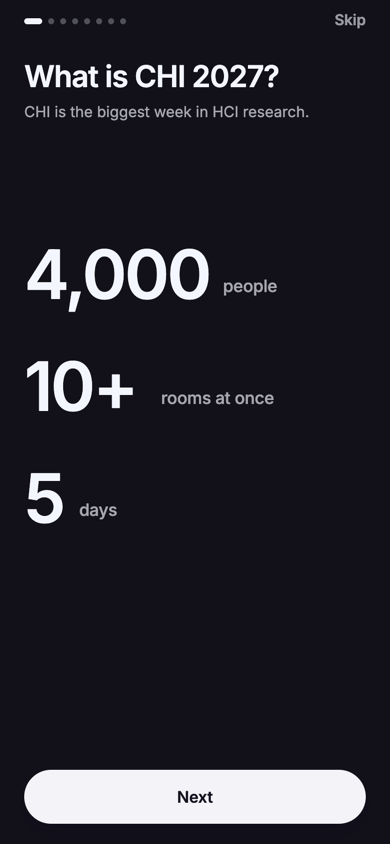 Skip
What is CHI 2027?
CHI is the biggest week in HCI research.
4,000 people
10+ rooms at once
5 days
Next